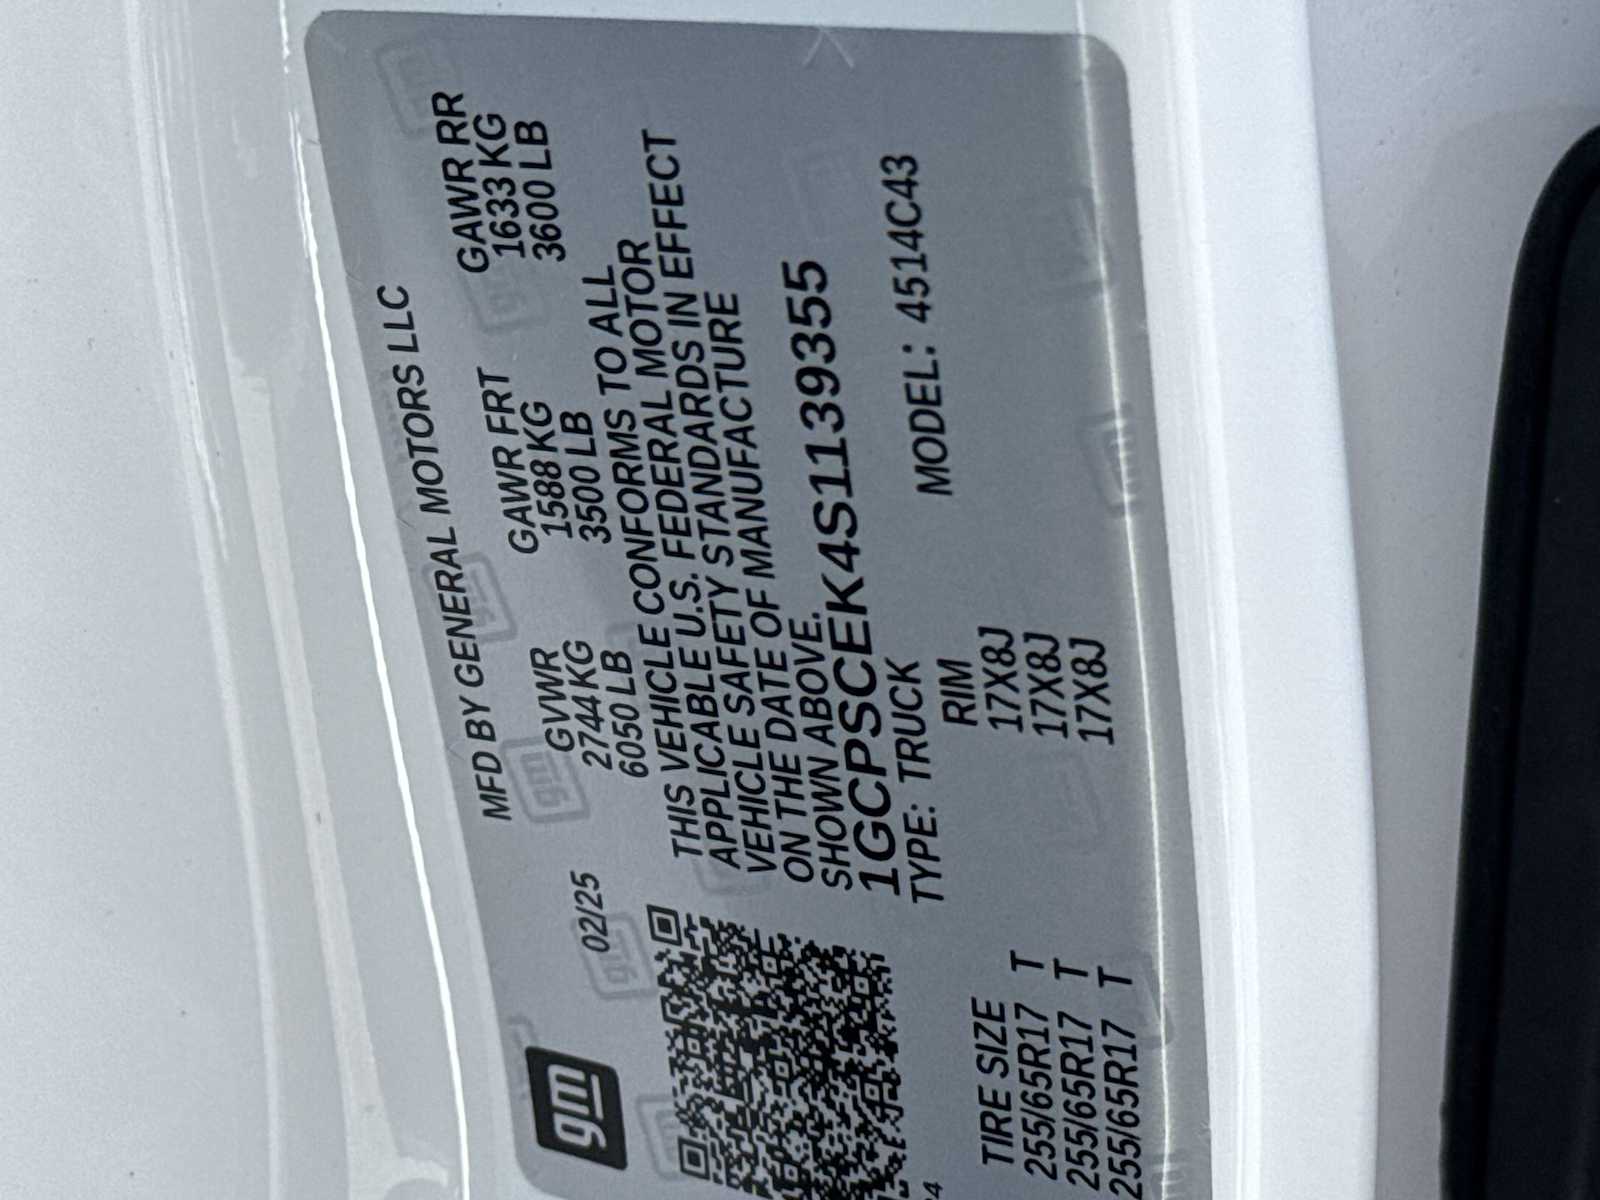 gm
MFD BY GENERAL MOTORS LLC
02/25
GVWR GAWR FRT GAWR RR
2744 KG 1588 KG 1633 KG
6050 LB 3500 LB 3600 LB
THIS VEHICLE CONFORMS TO ALL
APPLICABLE U.S. FEDERAL MOTOR
VEHICLE SAFETY STANDARDS IN EFFECT
ON THE DATE OF MANUFACTURE
SHOWN ABOVE.
1GCPSCEK4S1139355
TYPE: TRUCK MODEL: 4514C43
TIRE SIZE RIM
255/65R17 T 17X8J
255/65R17 T 17X8J
255/65R17 T 17X8J